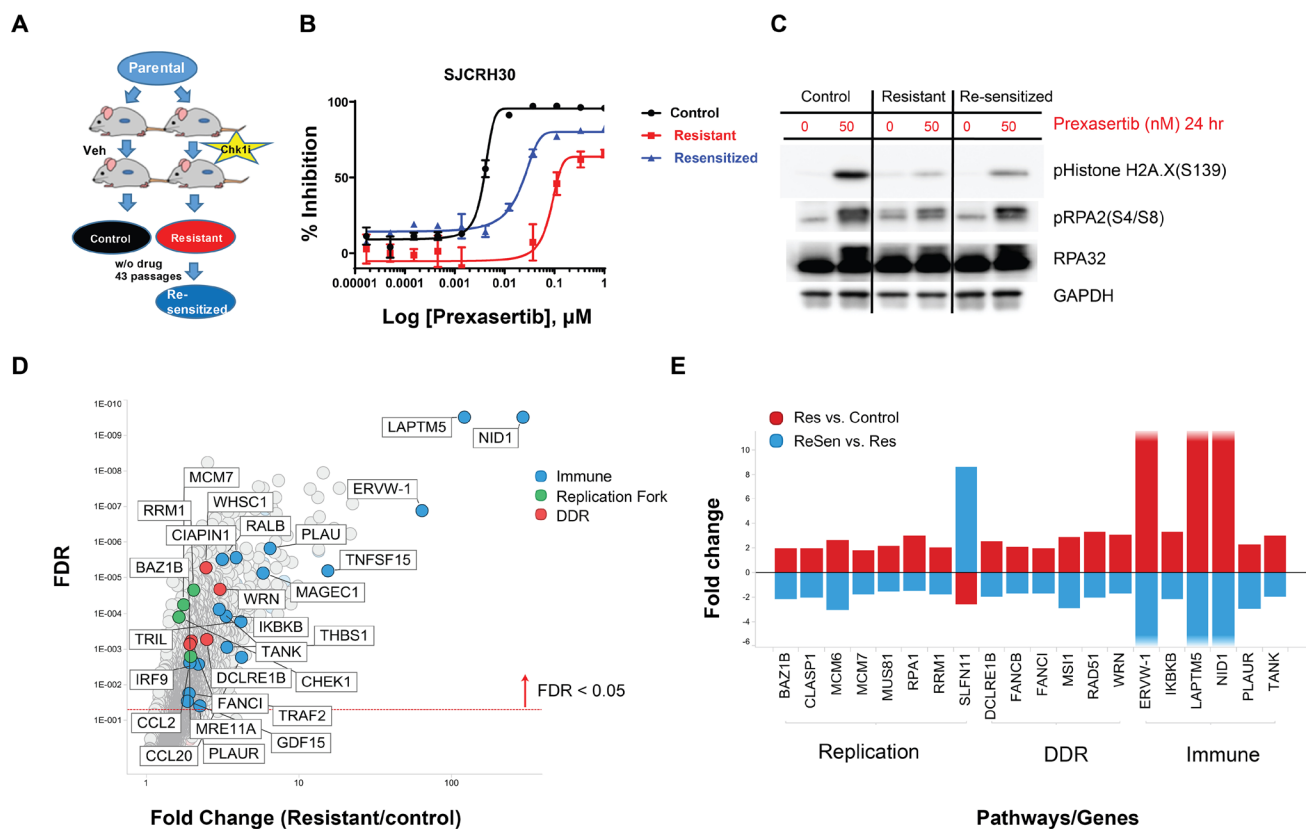 A
Parental
Veh
Chk1i
Control
Resistant
w/o drug
43 passages
Re-
sensitized
B
SJCRH30
100
50
0
% Inhibition
0.00001
0.0001
0.001
0.01
0.1
1
Log [Prexasertib], µM
Control
Resistant
Resensitized
C
Control
Resistant
Re-sensitized
0
50
0
50
0
50
Prexasertib (nM) 24 hr
pHistone H2A.X(S139)
pRPA2(S4/S8)
RPA32
GAPDH
D
FDR
1E-010
1E-009
1E-008
1E-007
1E-006
1E-005
1E-004
1E-003
1E-002
1E-001
LAPTM5
NID1
MCM7
Immune
Replication Fork
DDR
ERVW-1
RRM1
WHSC1
CIAPIN1
RALB
PLAU
TNFSF15
BAZ1B
MAGEC1
WRN
IKBKB
TRIL
THBS1
TANK
CHEK1
IRF9
DCLRE1B
FDR < 0.05
FANCI
TRAF2
CCL2
MRE11A
GDF15
CCL20
PLAUR
1
10
100
Fold Change (Resistant/control)
E
Res vs. Control
ReSen vs. Res
Fold change
10
8
6
4
2
0
-2
-4
-6
BAZ1B
CLASP1
MCM6
MCM7
MUS81
RPA1
RRM1
SLFN11
DCLRE1B
FANCB
FANCI
MSI1
RAD51
WRN
ERVW-1
IKBKB
LAPTM5
NID1
PLAUR
TANK
Replication
DDR
Immune
Pathways/Genes